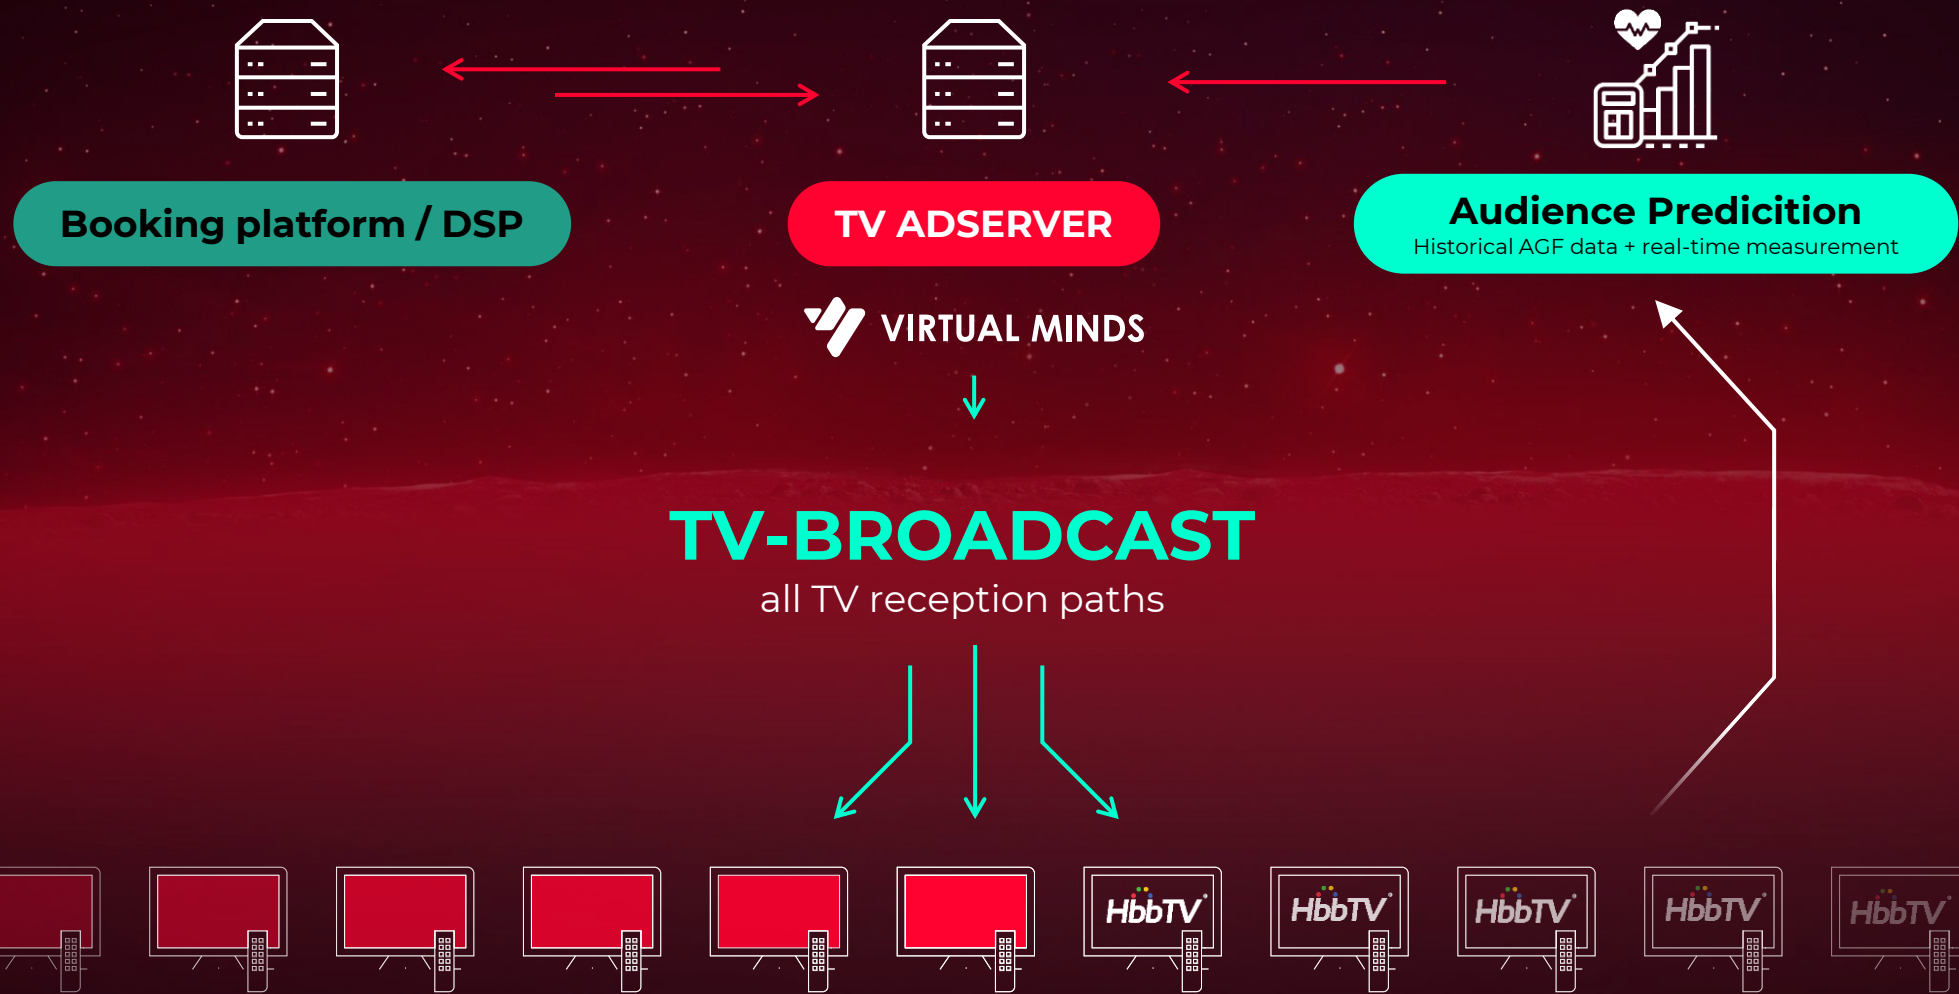 Booking platform / DSP
TV ADSERVER
Audience Predicition
Historical AGF data + real-time measurement
VIRTUAL MINDS
TV-BROADCAST
all TV reception paths
HbbTV
HbbTV
HbbTV
HbbTV
HbbTV